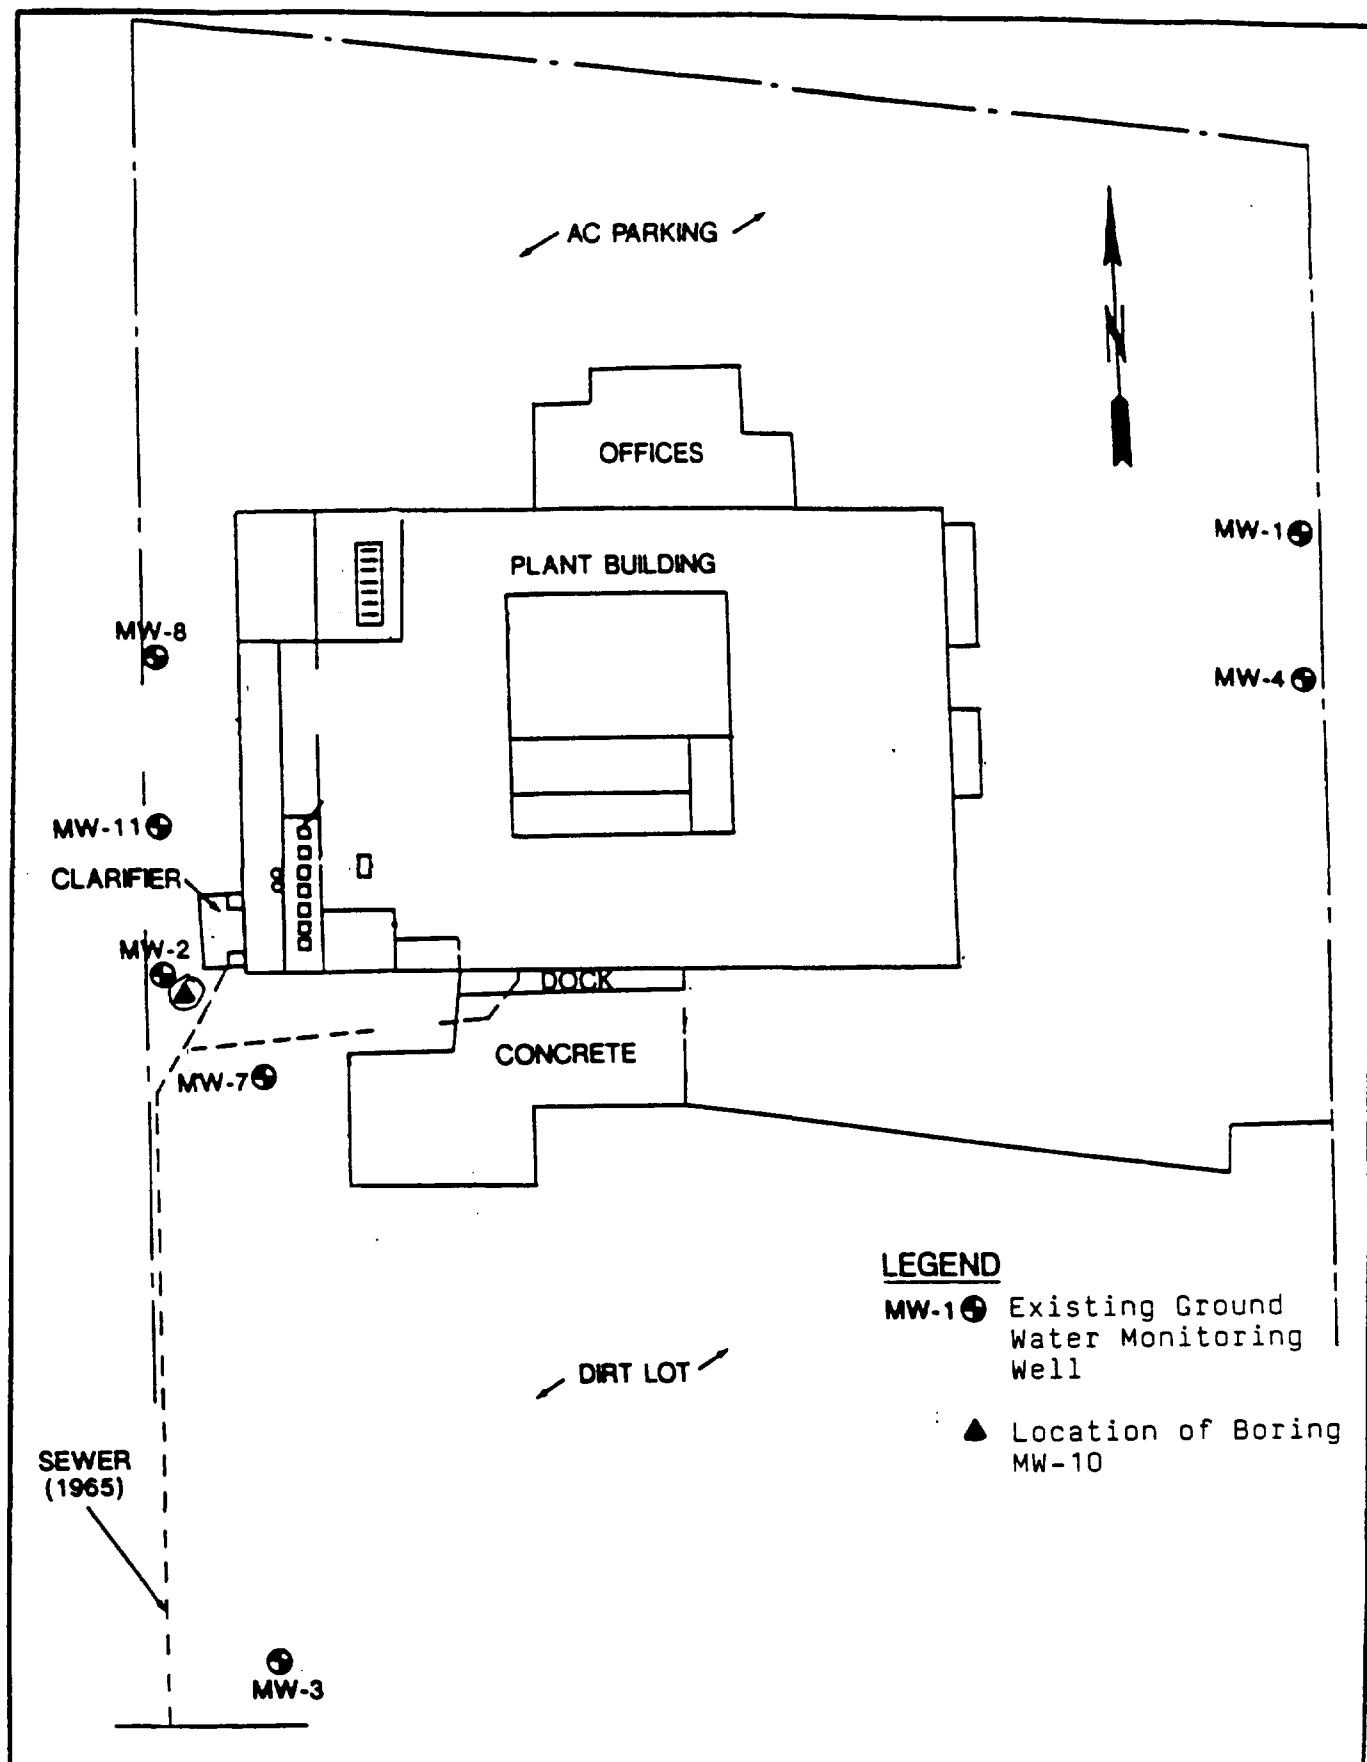 AC PARKING
N
OFFICES
MW-1
PLANT BUILDING
MW-8
MW-4
MW-11
CLARIFIER
MW-2
DOCK
CONCRETE
MW-7
LEGEND
MW-1 Existing Ground
Water Monitoring
Well
DIRT LOT
Location of Boring
MW-10
SEWER
(1965)
MW-3